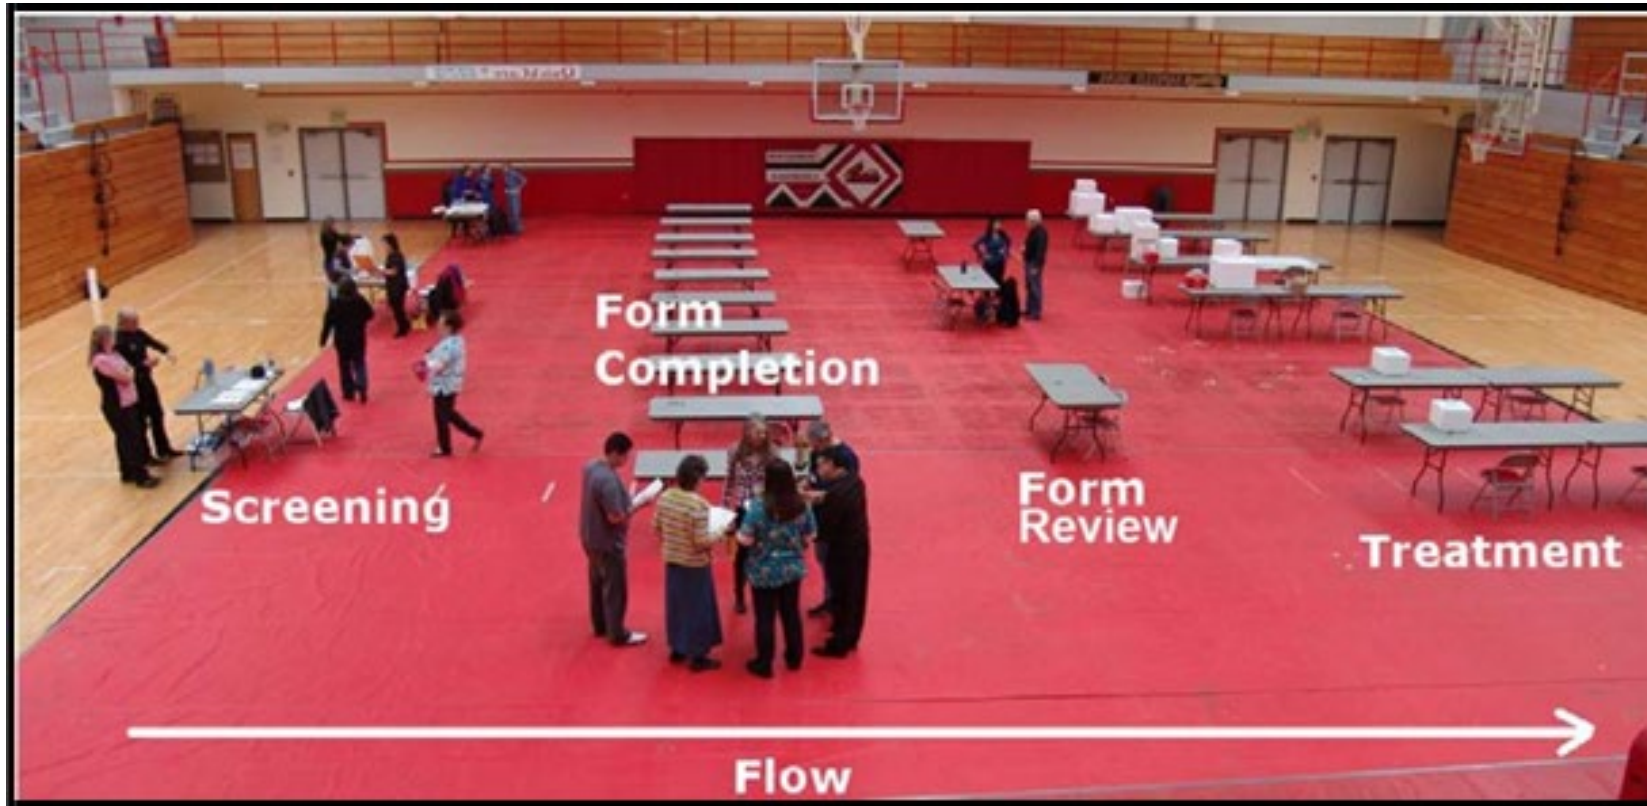 Form
Completion
Screening
Form
Review
Treatment
Flow